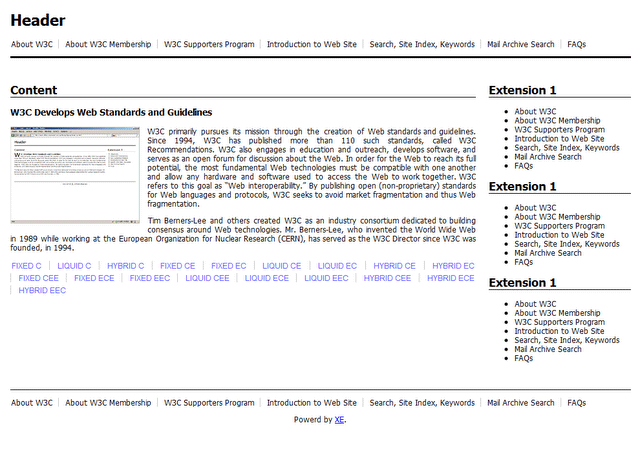 Header
About W3C About W3C Membership W3C Supporters Program Introduction to Web Site Search, Site Index, Keywords Mail Archive Search FAQs
Content
W3C Develops Web Standards and Guidelines
W3C primarily pursues its mission through the creation of Web standards and guidelines.
Since 1994, W3C has published more than 110 such standards, called W3C
Recommendations. W3C also engages in education and outreach, develops software, and
serves as an open forum for discussion about the Web. In order for the Web to reach its full
potential, the most fundamental Web technologies must be compatible with one another
and allow any hardware and software used to access the Web to work together. W3C
refers to this goal as "Web interoperability." By publishing open (non-proprietary) standards
for Web languages and protocols, W3C seeks to avoid market fragmentation and thus Web
fragmentation.
Tim Berners-Lee and others created W3C as an industry consortium dedicated to building
consensus around Web technologies. Mr. Berners-Lee, who invented the World Wide Web
in 1989 while working at the European Organization for Nuclear Research (CERN), has served as the W3C Director since W3C was
founded, in 1994.
FIXED C LIQUID C HYBRID C FIXED CE FIXED EC LIQUID CE LIQUID EC HYBRID CE HYBRID EC
FIXED CEE FIXED ECE FIXED EEC LIQUID CEE LIQUID ECE LIQUID EEC HYBRID CEE HYBRID ECE
HYBRID EEC
Extension 1
About W3C
About W3C Membership
W3C Supporters Program
Introduction to Web Site
Search, Site Index, Keywords
Mail Archive Search
FAQs
Extension 1
About W3C
About W3C Membership
W3C Supporters Program
Introduction to Web Site
Search, Site Index, Keywords
Mail Archive Search
FAQs
Extension 1
About W3C
About W3C Membership
W3C Supporters Program
Introduction to Web Site
Search, Site Index, Keywords
Mail Archive Search
FAQs
About W3C About W3C Membership W3C Supporters Program Introduction to Web Site Search, Site Index, Keywords Mail Archive Search FAQs
Powerd by XE.